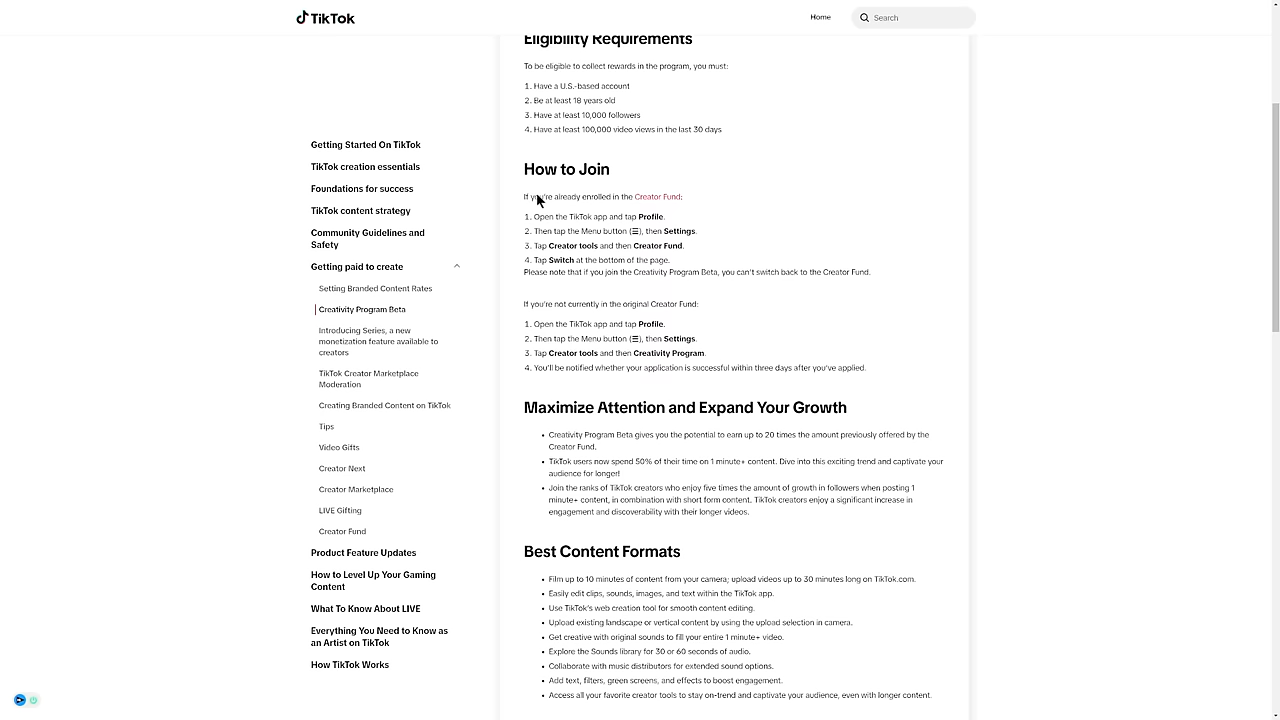 TikTok
Home
Search
Getting Started On TikTok
TikTok creation essentials
Foundations for success
TikTok content strategy
Community Guidelines and
Safety
Getting paid to create
Setting Branded Content Rates
Creativity Program Beta
Introducing Series, a new
monetization feature available to
creators
TikTok Creator Marketplace
Moderation
Creating Branded Content on TikTok
Tips
Video Gifts
Creator Next
Creator Marketplace
LIVE Gifting
Creator Fund
Product Feature Updates
How to Level Up Your Gaming
Content
What To Know About LIVE
Everything You Need to Know as
an Artist on TikTok
How TikTok Works
Eligibility Requirements
To be eligible to collect rewards in the program, you must:
1. Have a U.S.-based account
2. Be at least 18 years old
3. Have at least 10,000 followers
4. Have at least 100,000 video views in the last 30 days
How to Join
If you're already enrolled in the Creator Fund:
1. Open the TikTok app and tap Profile.
2. Then tap the Menu button (☰), then Settings.
3. Tap Creator tools and then Creator Fund.
4. Tap Switch at the bottom of the page.
Please note that if you join the Creativity Program Beta, you can't switch back to the Creator Fund.
If you're not currently in the original Creator Fund:
1. Open the TikTok app and tap Profile.
2. Then tap the Menu button (☰), then Settings.
3. Tap Creator tools and then Creativity Program.
4. You'll be notified whether your application is successful within three days after you've applied.
Maximize Attention and Expand Your Growth
• Creativity Program Beta gives you the potential to earn up to 20 times the amount previously offered by the
Creator Fund.
• TikTok users now spend 50% of their time on 1 minute+ content. Dive into this exciting trend and captivate your
audience for longer!
• Join the ranks of TikTok creators who enjoy five times the amount of growth in followers when posting 1
minute+ content, in combination with short form content. TikTok creators enjoy a significant increase in
engagement and discoverability with their longer videos.
Best Content Formats
• Film up to 10 minutes of content from your camera; upload videos up to 30 minutes long on TikTok.com.
• Easily edit clips, sounds, images, and text within the TikTok app.
• Use TikTok's web creation tool for smooth content editing.
• Upload existing landscape or vertical content by using the upload selection in camera.
• Get creative with original sounds to fill your entire 1 minute+ video.
• Explore the Sounds library for 30 or 60 seconds of audio.
• Collaborate with music distributors for extended sound options.
• Add text, filters, green screens, and effects to boost engagement.
• Access all your favorite creator tools to stay on-trend and captivate your audience, even with longer content.